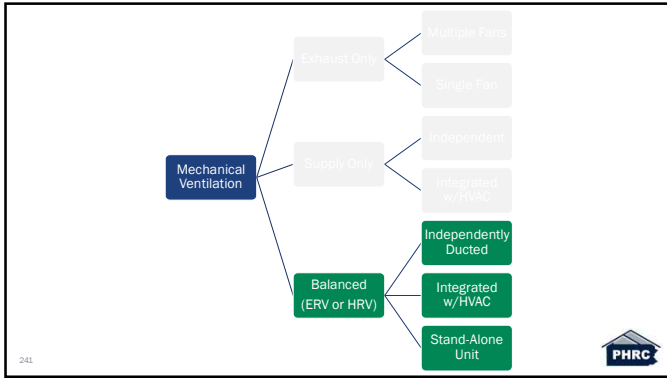 Multiple Fans
Exhaust Only
Single Fan
Mechanical
Ventilation
Independent
Supply Only
Integrated
w/HVAC
Independently
Ducted
Balanced
(ERV or HRV)
Integrated
w/HVAC
Stand-Alone
Unit
241
PHRC